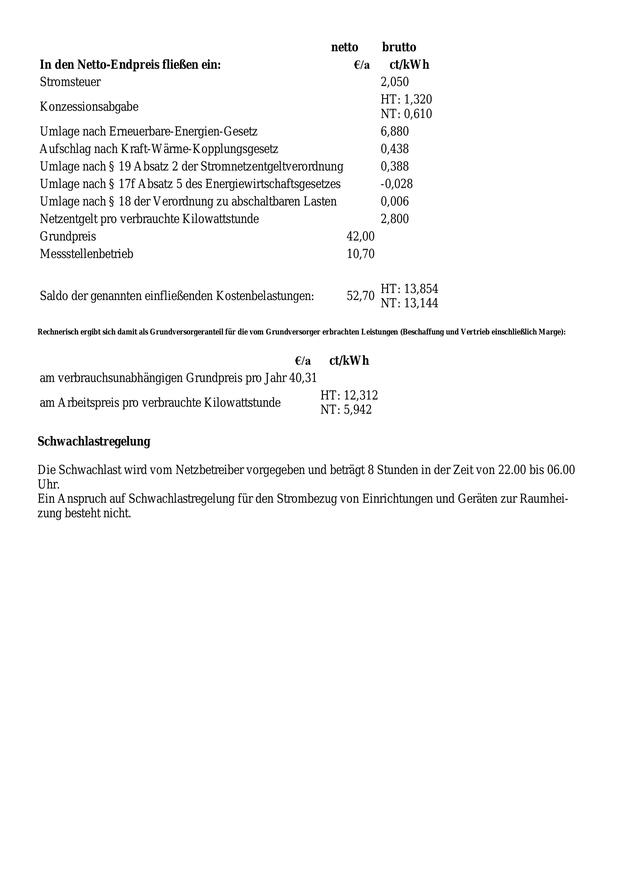 netto brutto
In den Netto-Endpreis fließen ein: €/a ct/kWh
Stromsteuer 2,050
Konzessionsabgabe HT: 1,320
NT: 0,610
Umlage nach Erneuerbare-Energien-Gesetz 6,880
Aufschlag nach Kraft-Wärme-Kopplungsgesetz 0,438
Umlage nach § 19 Absatz 2 der Stromnetzentgeltverordnung 0,388
Umlage nach § 17f Absatz 5 des Energiewirtschaftsgesetzes -0,028
Umlage nach § 18 der Verordnung zu abschaltbaren Lasten 0,006
Netzentgelt pro verbrauchte Kilowattstunde 2,800
Grundpreis 42,00
Messstellenbetrieb 10,70
Saldo der genannten einfließenden Kostenbelastungen: 52,70 HT: 13,854
NT: 13,144
Rechnerisch ergibt sich damit als Grundversorgeranteil für die vom Grundversorger erbrachten Leistungen (Beschaffung und Vertrieb einschließlich Marge):
€/a ct/kWh
am verbrauchsunabhängigen Grundpreis pro Jahr 40,31
am Arbeitspreis pro verbrauchte Kilowattstunde HT: 12,312
NT: 5,942
Schwachlastregelung
Die Schwachlast wird vom Netzbetreiber vorgegeben und beträgt 8 Stunden in der Zeit von 22.00 bis 06.00
Uhr.
Ein Anspruch auf Schwachlastregelung für den Strombezug von Einrichtungen und Geräten zur Raumhei-
zung besteht nicht.